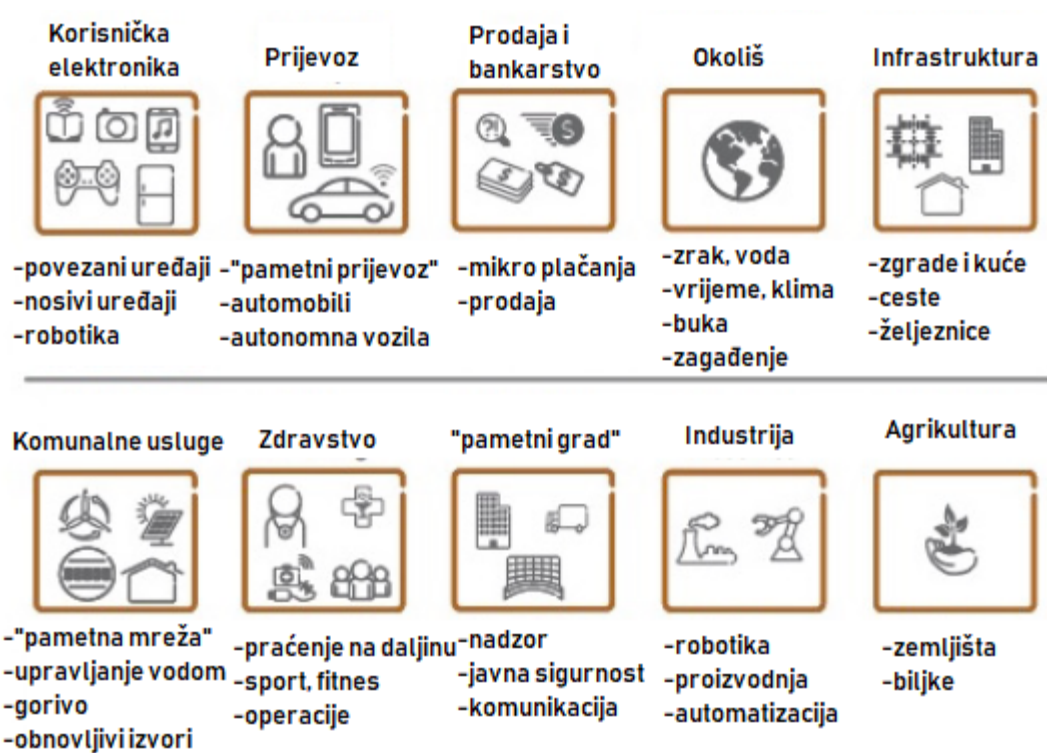 Korisnička
elektronika
Prijevoz
Prodaja i
bankarstvo
Okoliš
Infrastruktura
-povezani uređaji
-nosivi uređaji
-robotika
-"pametni prijevoz"
-automobili
-autonomna vozila
-mikro plačanja
-prodaja
-zrak, voda
-vrijeme, klima
-buka
-zagađenje
-zgrade i kuće
-ceste
-željeznice
Komunalne usluge
Zdravstvo
"pametni grad"
Industrija
Agrikultura
-"pametna mreža"
-upravljanje vodom
-gorivo
-obnovljivi izvori
-praćenje na daljinu
-sport, fitnes
-operacije
-nadzor
-javna sigurnost
-komunikacija
-robotika
-proizvodnja
-automatizacija
-zemljišta
-biljke